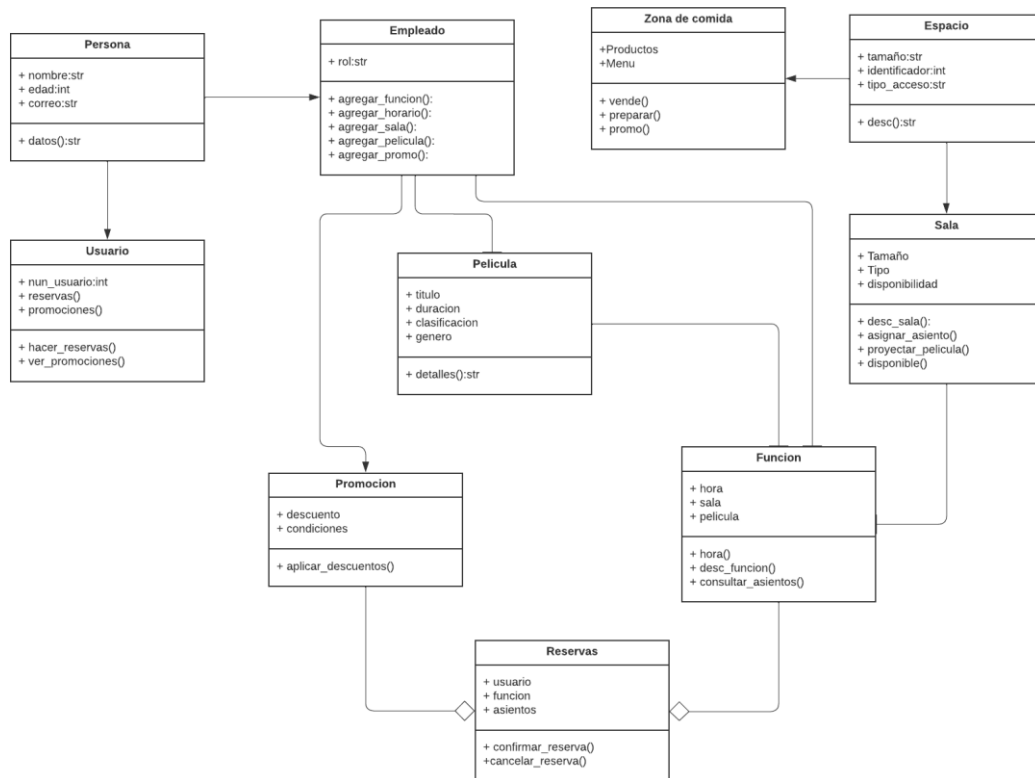 Persona
+ nombre:str
+ edad:int
+ correo:str
+ datos():str
Empleado
+ rol:str
+ agregar_funcion():
+ agregar_horario():
+ agregar_sala():
+ agregar_pelicula():
+ agregar_promo():
Zona de comida
+Productos
+Menu
+ vende()
+ preparar()
+ promo()
Espacio
+ tamaño:str
+ identificador:int
+ tipo_acceso:str
+ desc():str
Usuario
+ nun_usuario:int
+ reservas()
+ promociones()
+ hacer_reservas()
+ ver_promociones()
Pelicula
+ titulo
+ duracion
+ clasificacion
+ genero
+ detalles():str
Sala
+ Tamaño
+ Tipo
+ disponibilidad
+ desc_sala():
+ asignar_asiento()
+ proyectar_pelicula()
+ disponible()
Promocion
+ descuento
+ condiciones
+ aplicar_descuentos()
Funcion
+ hora
+ sala
+ pelicula
+ hora()
+ desc_funcion()
+ consultar_asientos()
Reservas
+ usuario
+ funcion
+ asientos
+ confirmar_reserva()
+cancelar_reserva()